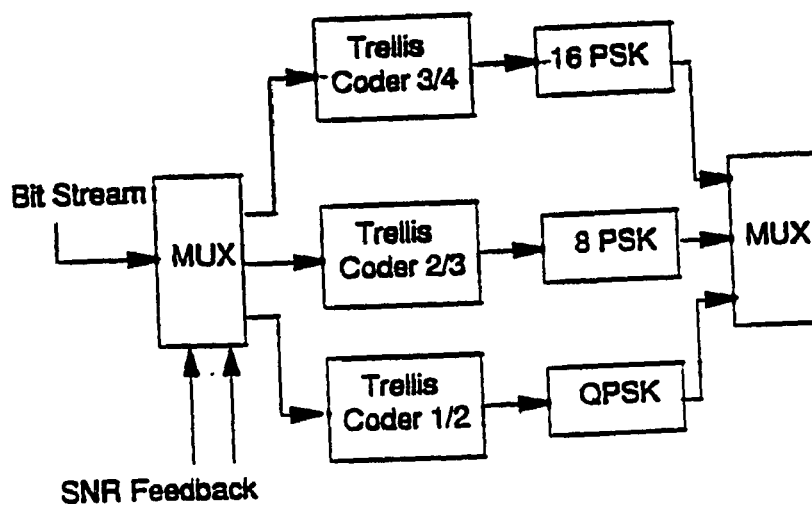 Trellis
Coder 3/4
16 PSK
Bit Stream
MUX
Trellis
Coder 2/3
8 PSK
MUX
Trellis
Coder 1/2
QPSK
SNR Feedback